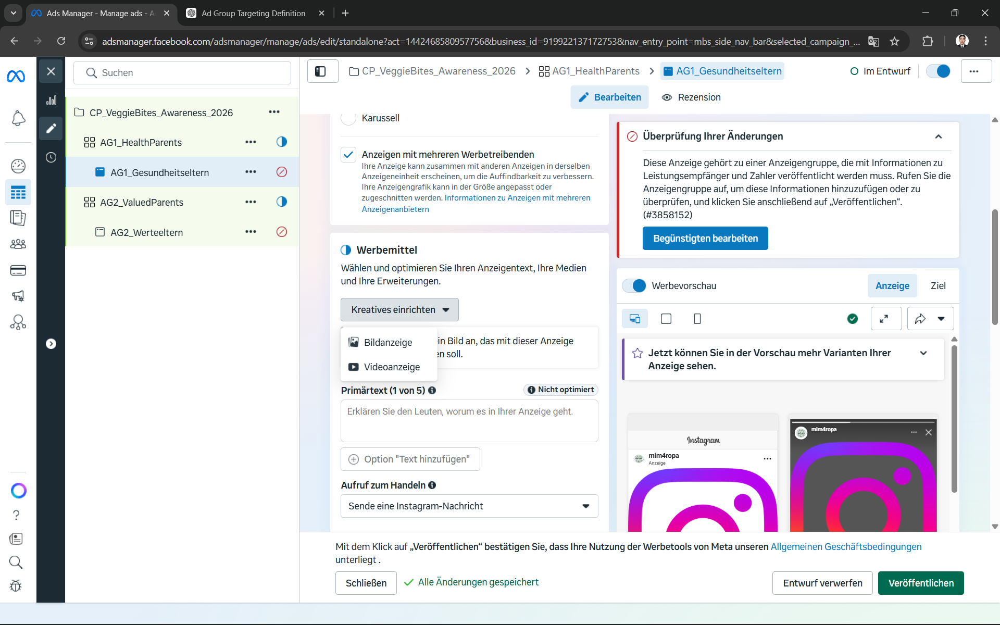 Ads Manager - Manage ads - A
Ad Group Targeting Definition
adsmanager.facebook.com/adsmanager/manage/ads/edit/standalone?act=1442468580957756&business_id=919922137172753&nav_entry_point=mbs_side_nav_bar&selected_campaign_...
Suchen
CP_VeggieBites_Awareness_2026
AG1_HealthParents
AG1_Gesundheitseltern
AG2_ValuedParents
AG2_Werteeltern
CP_VeggieBites_Awareness_2026
AG1_HealthParents
AG1_Gesundheitseltern
Im Entwurf
Bearbeiten
Rezension
Karussell
Anzeigen mit mehreren Werbetreibenden
Ihre Anzeige kann zusammen mit anderen Anzeigen in derselben
Anzeigeneinheit erscheinen, um die Auffindbarkeit zu verbessern.
Ihre Anzeigengrafik kann in der Größe angepasst oder
zugeschnitten werden. Informationen zu Anzeigen mit mehreren
Anzeigenanbietern
Werbemittel
Wählen und optimieren Sie Ihren Anzeigentext, Ihre Medien
und Ihre Erweiterungen.
Kreatives einrichten
Bildanzeige
Videoanzeige
in Bild an, das mit dieser Anzeige
en soll.
Primärtext (1 von 5)
Nicht optimiert
Erklären Sie den Leuten, worum es in Ihrer Anzeige geht.
Option "Text hinzufügen"
Aufruf zum Handeln
Sende eine Instagram-Nachricht
Überprüfung Ihrer Änderungen
Diese Anzeige gehört zu einer Anzeigengruppe, die mit Informationen zu
Leistungsempfänger und Zahler veröffentlicht werden muss. Rufen Sie die
Anzeigengruppe auf, um diese Informationen hinzuzufügen oder zu
überprüfen, und klicken Sie anschließend auf „Veröffentlichen“.
(#3858152)
Begünstigten bearbeiten
Werbevorschau
Anzeige
Ziel
Jetzt können Sie in der Vorschau mehr Varianten Ihrer
Anzeige sehen.
Instagram
mim4ropa
Anzeige
mim4ropa
Mit dem Klick auf „Veröffentlichen“ bestätigen Sie, dass Ihre Nutzung der Werbetools von Meta unseren Allgemeinen Geschäftsbedingungen
unterliegt .
Schließen
Alle Änderungen gespeichert
Entwurf verwerfen
Veröffentlichen